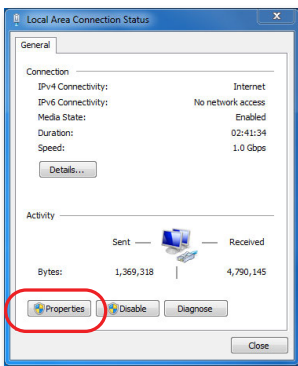 Local Area Connection Status
x
General
Connection
IPv4 Connectivity: Internet
IPv6 Connectivity: No network access
Media State: Enabled
Duration: 02:41:34
Speed: 1.0 Gbps
Details...
Activity
Sent — — Received
Bytes: 1,369,318 | 4,790,145
Properties Disable Diagnose
Close